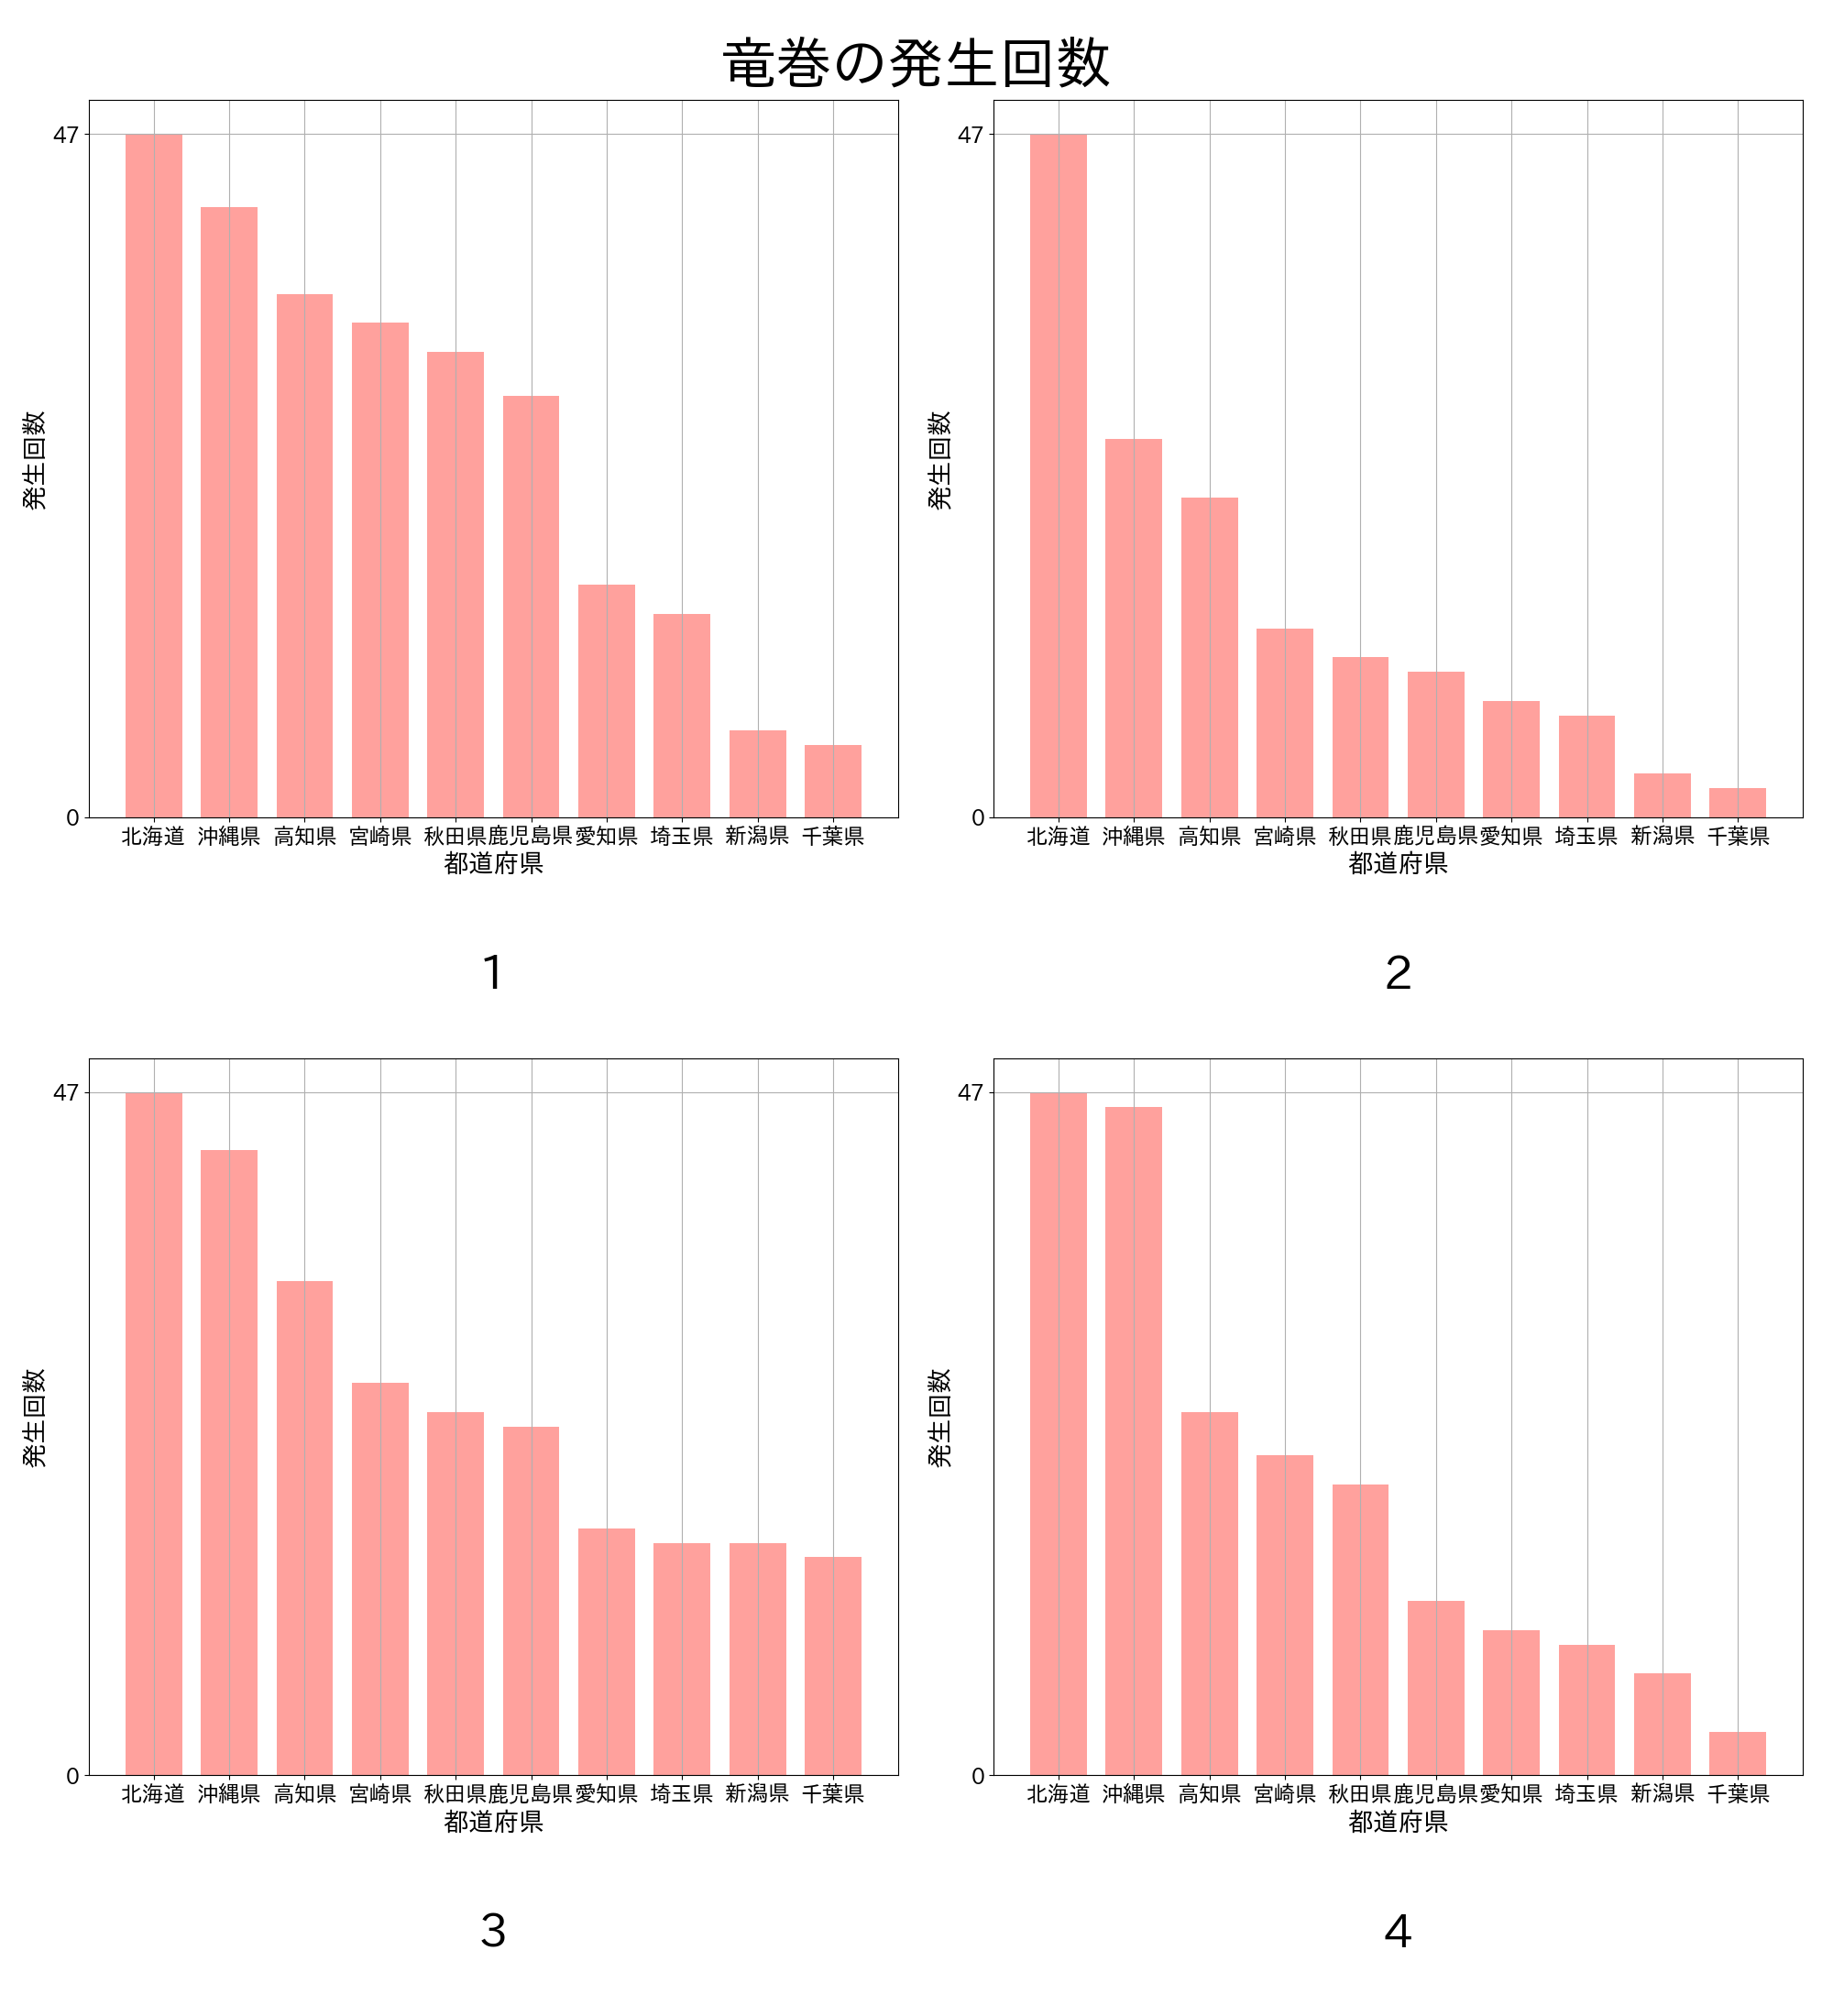 竜巻の発生回数
47
0
発生回数
北海道 沖縄県 高知県 宮崎県 秋田県 鹿児島県 愛知県 埼玉県 新潟県 千葉県
都道府県
1
47
0
発生回数
北海道 沖縄県 高知県 宮崎県 秋田県 鹿児島県 愛知県 埼玉県 新潟県 千葉県
都道府県
2
47
0
発生回数
北海道 沖縄県 高知県 宮崎県 秋田県 鹿児島県 愛知県 埼玉県 新潟県 千葉県
都道府県
3
47
0
発生回数
北海道 沖縄県 高知県 宮崎県 秋田県 鹿児島県 愛知県 埼玉県 新潟県 千葉県
都道府県
4